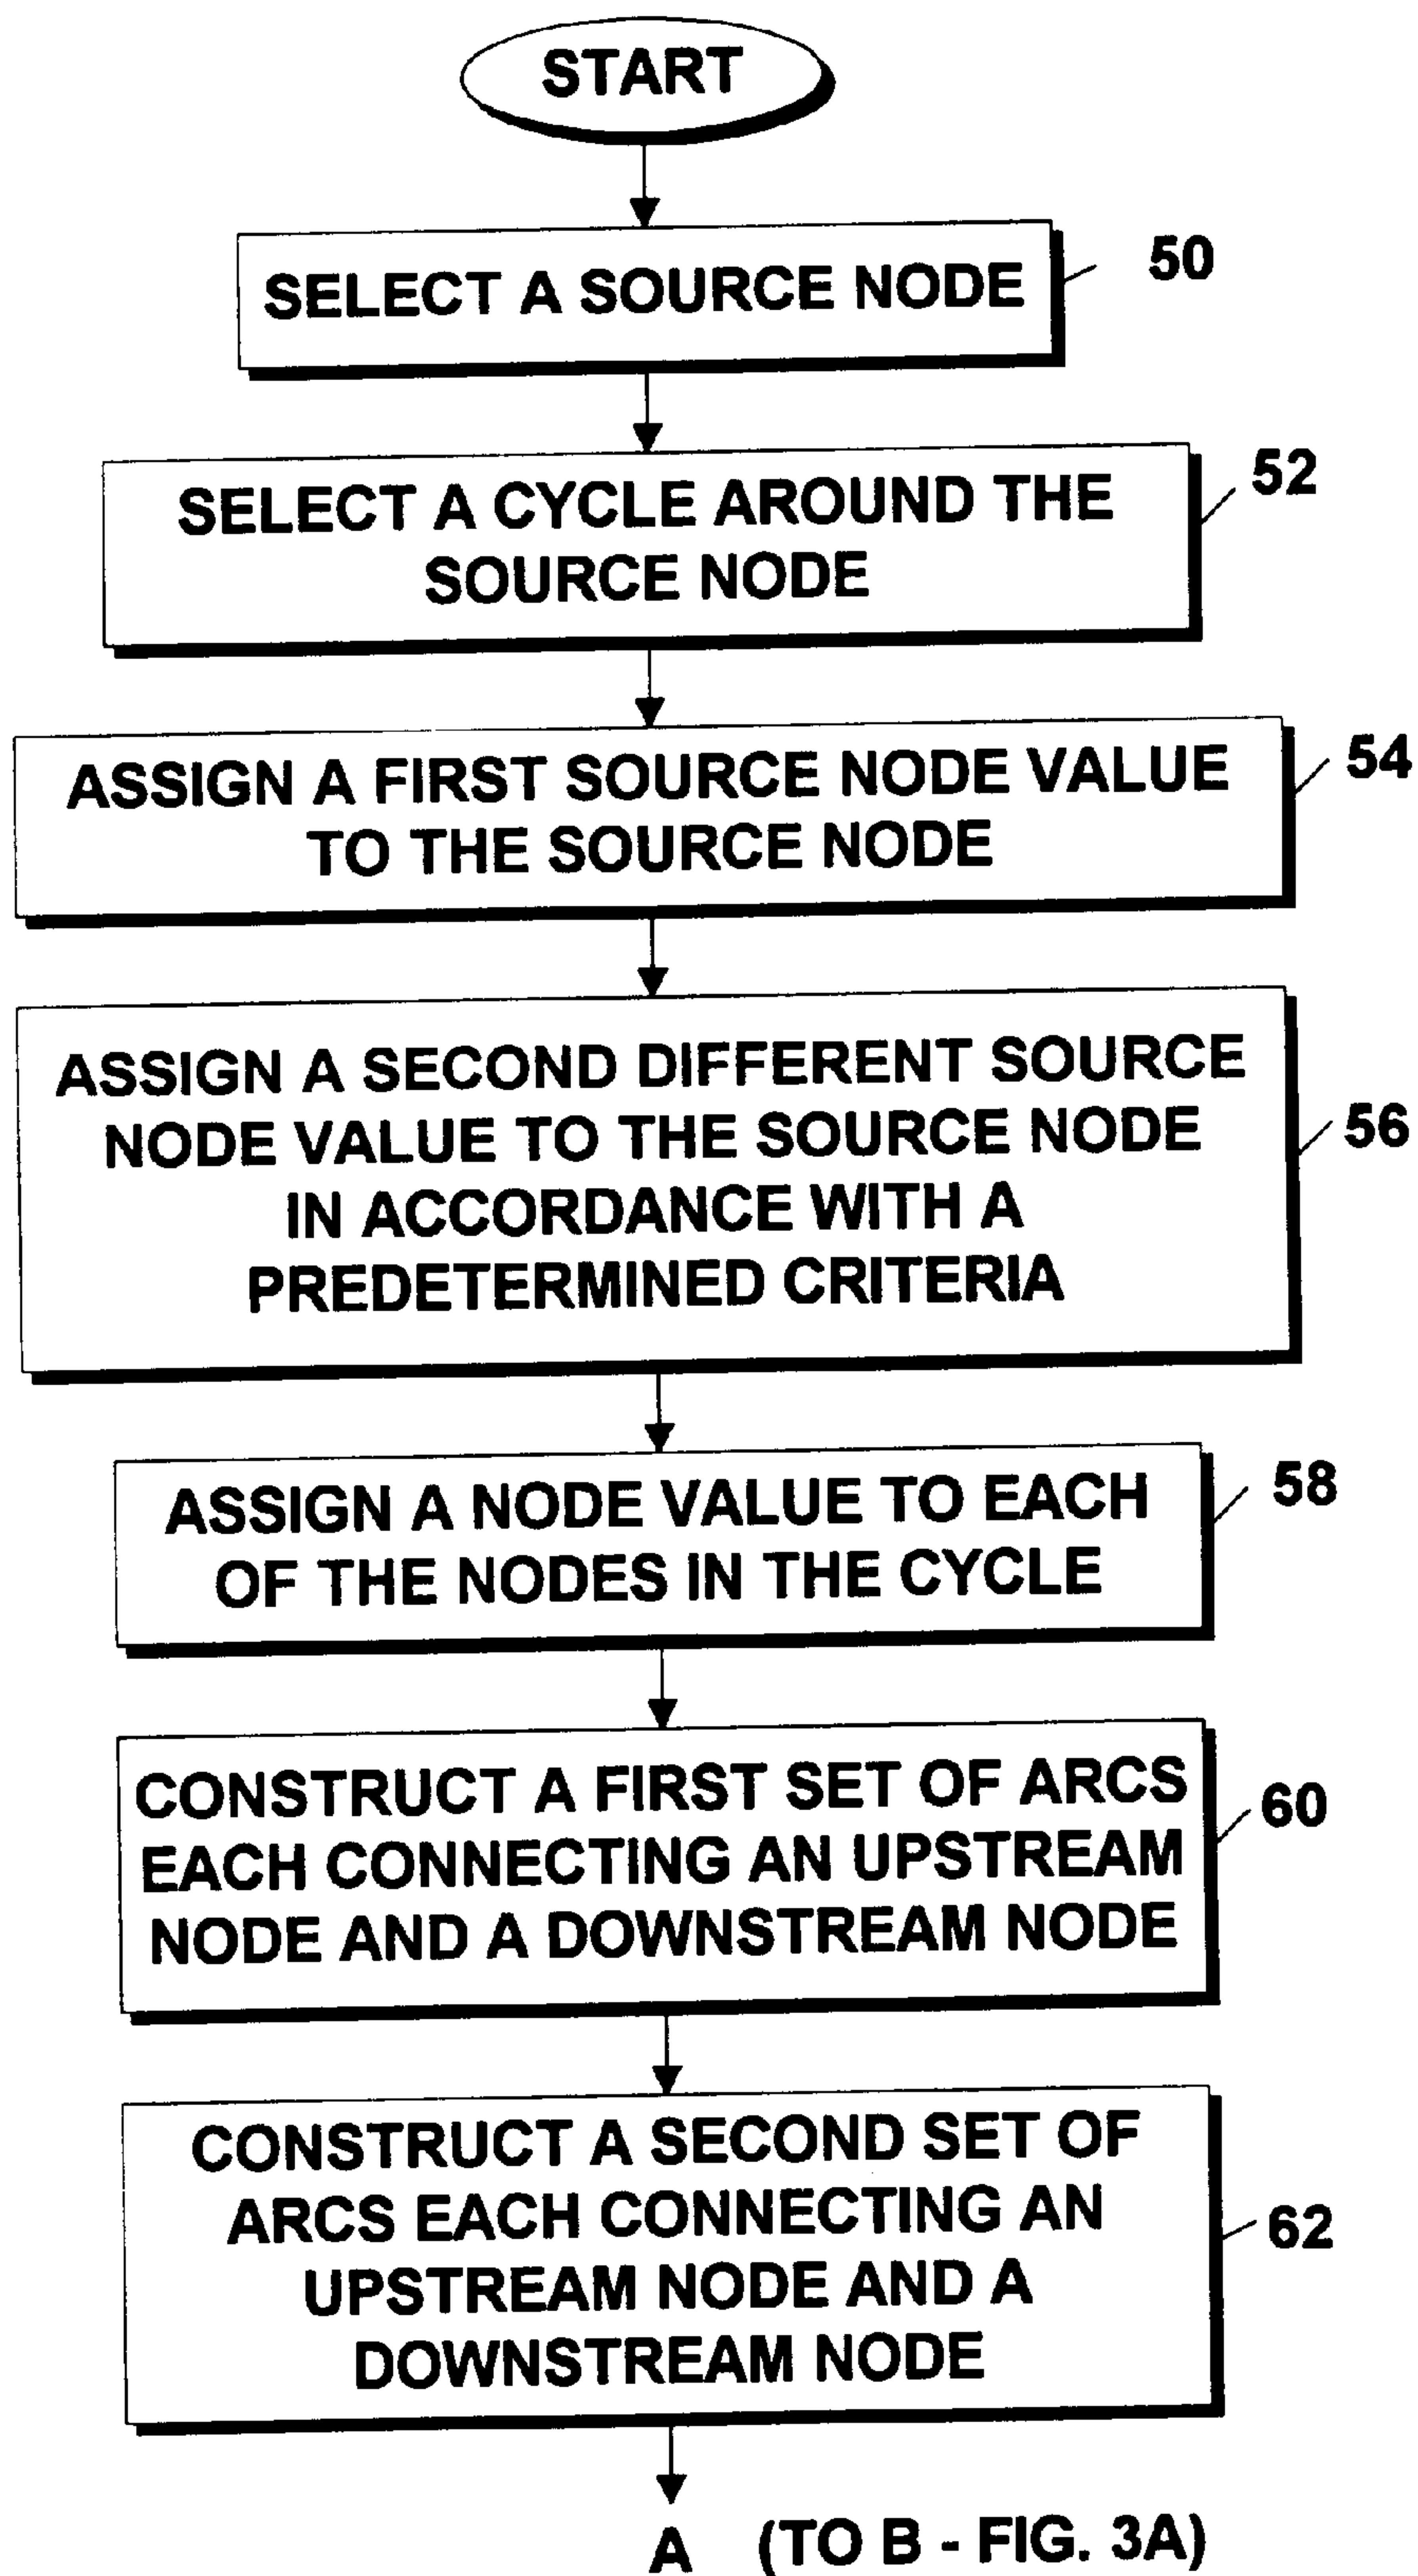 START
SELECT A SOURCE NODE
50
SELECT A CYCLE AROUND THE
SOURCE NODE
52
ASSIGN A FIRST SOURCE NODE VALUE
TO THE SOURCE NODE
54
ASSIGN A SECOND DIFFERENT SOURCE
NODE VALUE TO THE SOURCE NODE
IN ACCORDANCE WITH A
PREDETERMINED CRITERIA
56
ASSIGN A NODE VALUE TO EACH
OF THE NODES IN THE CYCLE
58
CONSTRUCT A FIRST SET OF ARCS
EACH CONNECTING AN UPSTREAM
NODE AND A DOWNSTREAM NODE
60
CONSTRUCT A SECOND SET OF
ARCS EACH CONNECTING AN
UPSTREAM NODE AND A
DOWNSTREAM NODE
62
A (TO B - FIG. 3A)